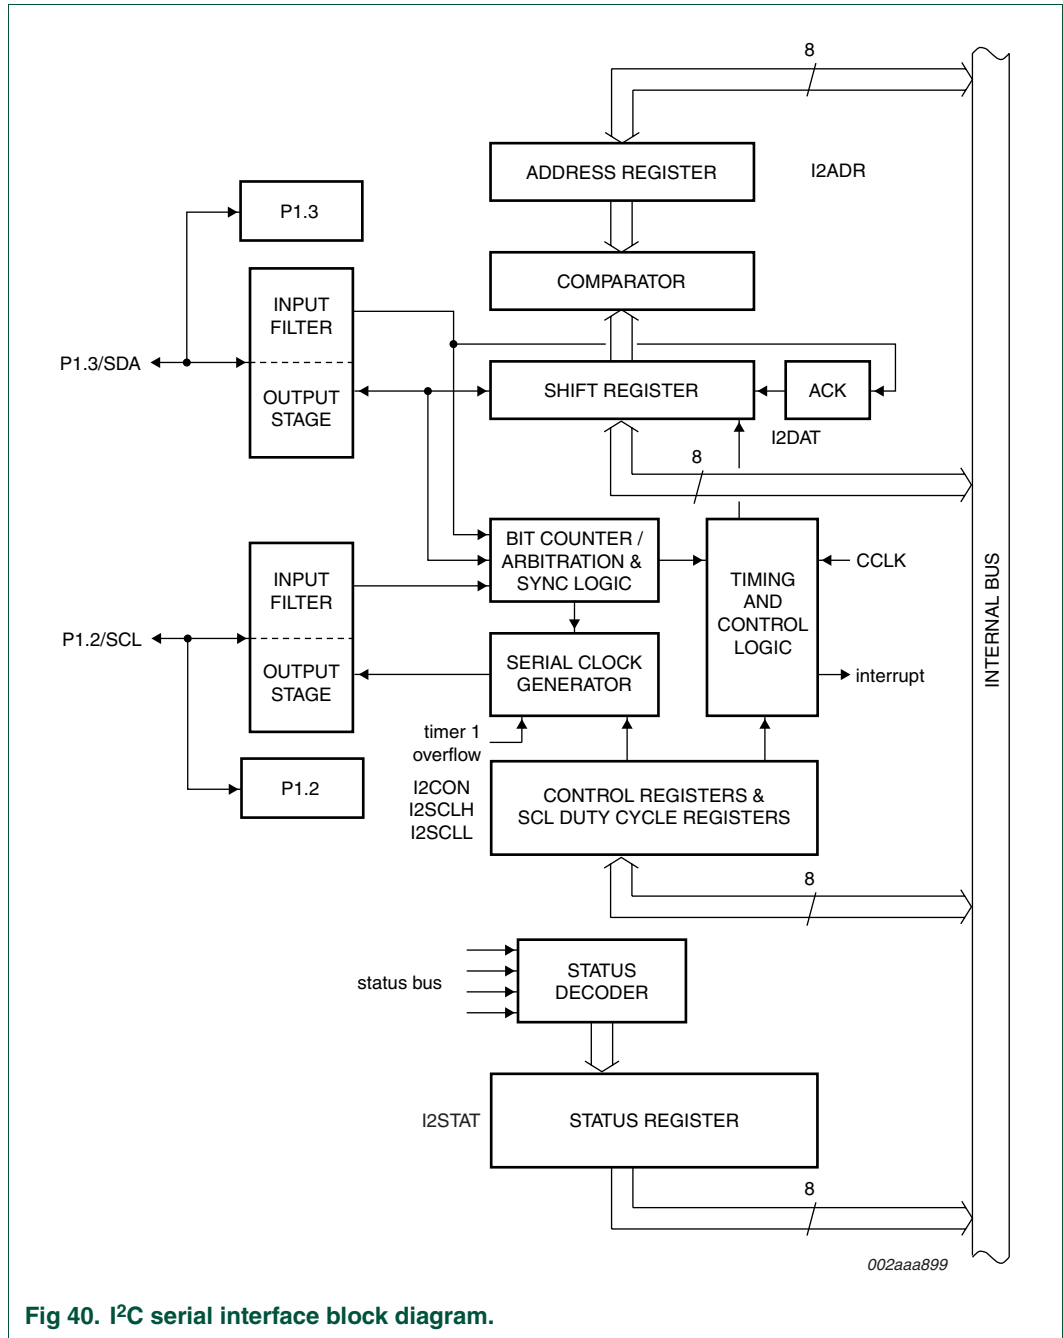 8
ADDRESS REGISTER
I2ADR
P1.3
COMPARATOR
INPUT
FILTER
P1.3/SDA
OUTPUT
STAGE
SHIFT REGISTER
ACK
I2DAT
8
BIT COUNTER /
ARBITRATION &
SYNC LOGIC
INPUT
FILTER
TIMING
AND
CONTROL
LOGIC
CCLK
INTERNAL BUS
P1.2/SCL
OUTPUT
STAGE
SERIAL CLOCK
GENERATOR
interrupt
timer 1
overflow
P1.2
I2CON
I2SCLH
I2SCLL
CONTROL REGISTERS &
SCL DUTY CYCLE REGISTERS
8
status bus
STATUS
DECODER
I2STAT
STATUS REGISTER
8
002aaa899
Fig 40. I²C serial interface block diagram.